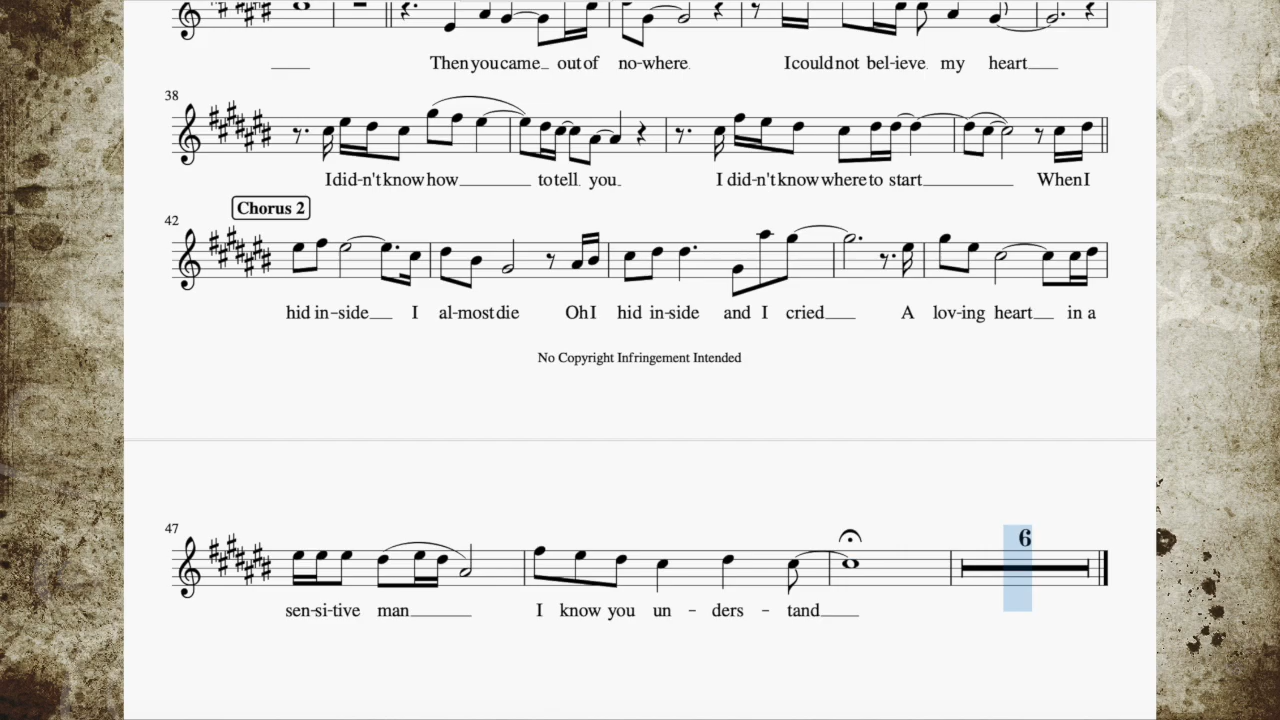 Then you came out of no-where I could not bel-ieve my heart
38
I did-n't know how to tell you I did-n't know where to start When I
Chorus 2
42
hid in-side I al-most die Oh I hid in-side and I cried A lov-ing heart in a
No Copyright Infringement Intended
47
6
sen-si-tive man I know you un - ders - tand